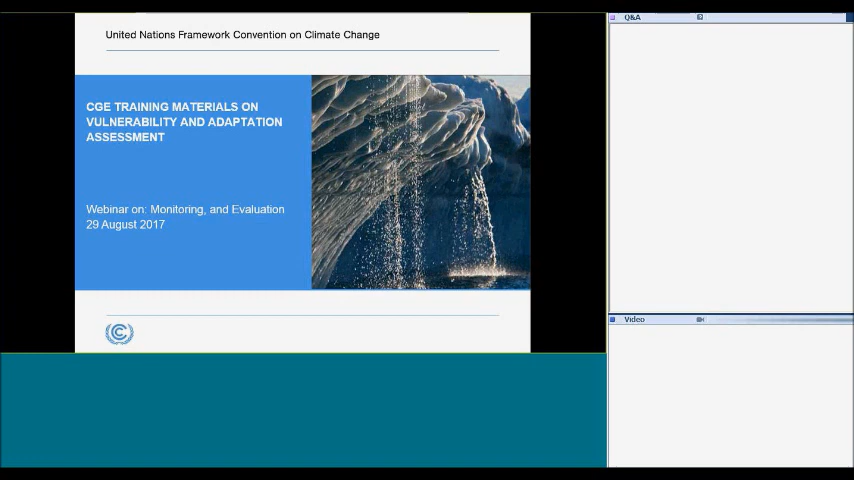 United Nations Framework Convention on Climate Change
CGE TRAINING MATERIALS ON
VULNERABILITY AND ADAPTATION
ASSESSMENT
Webinar on: Monitoring, and Evaluation
29 August 2017
Q&A
Video